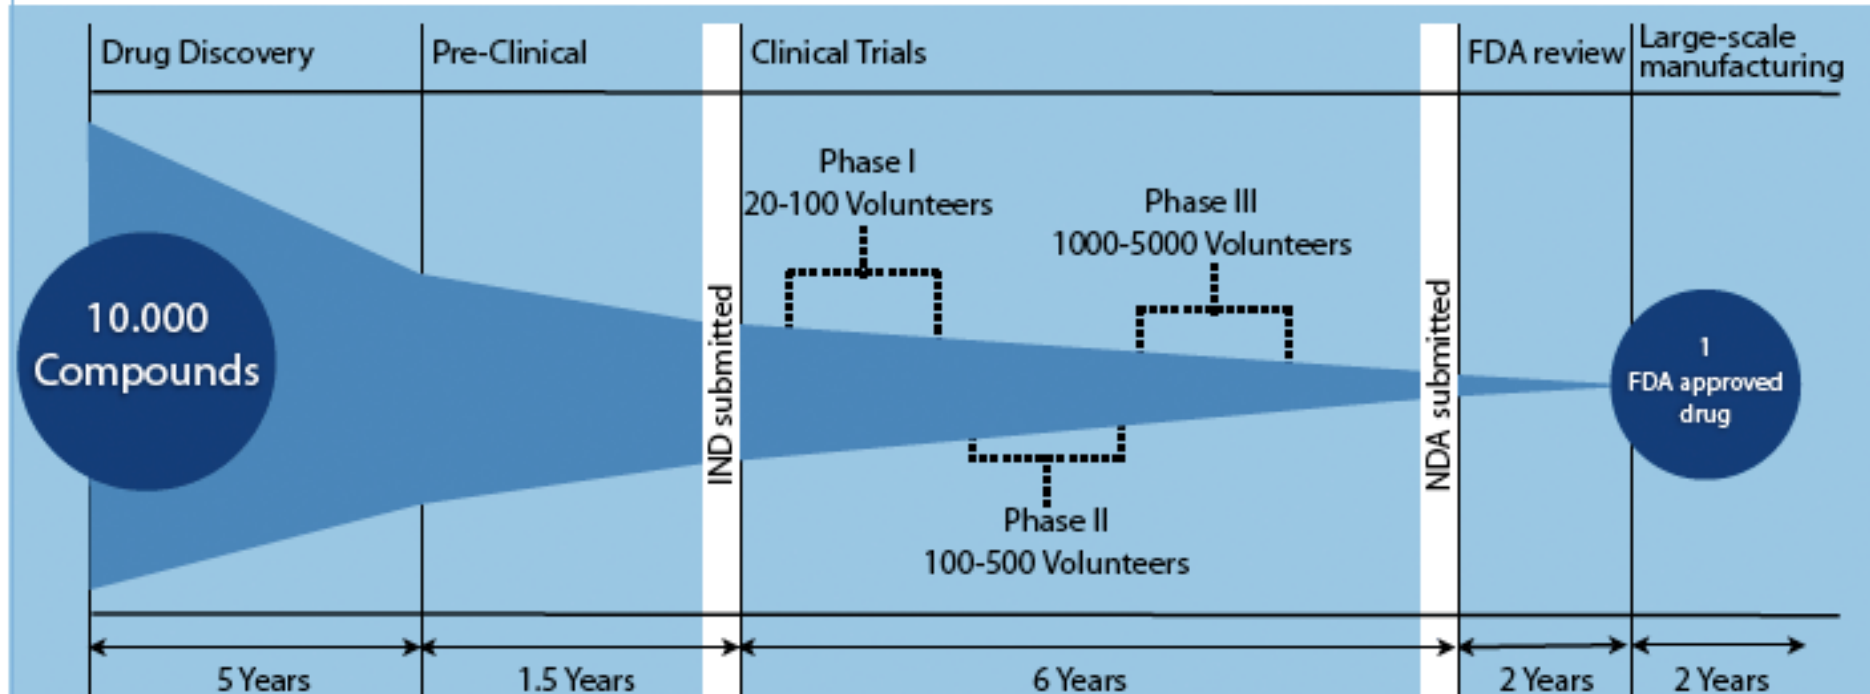 Drug Discovery
Pre-Clinical
Clinical Trials
FDA review
Large-scale
manufacturing
10.000
Compounds
IND submitted
Phase I
20-100 Volunteers
Phase II
100-500 Volunteers
Phase III
1000-5000 Volunteers
NDA submitted
1
FDA approved
drug
5 Years
1.5 Years
6 Years
2 Years
2 Years